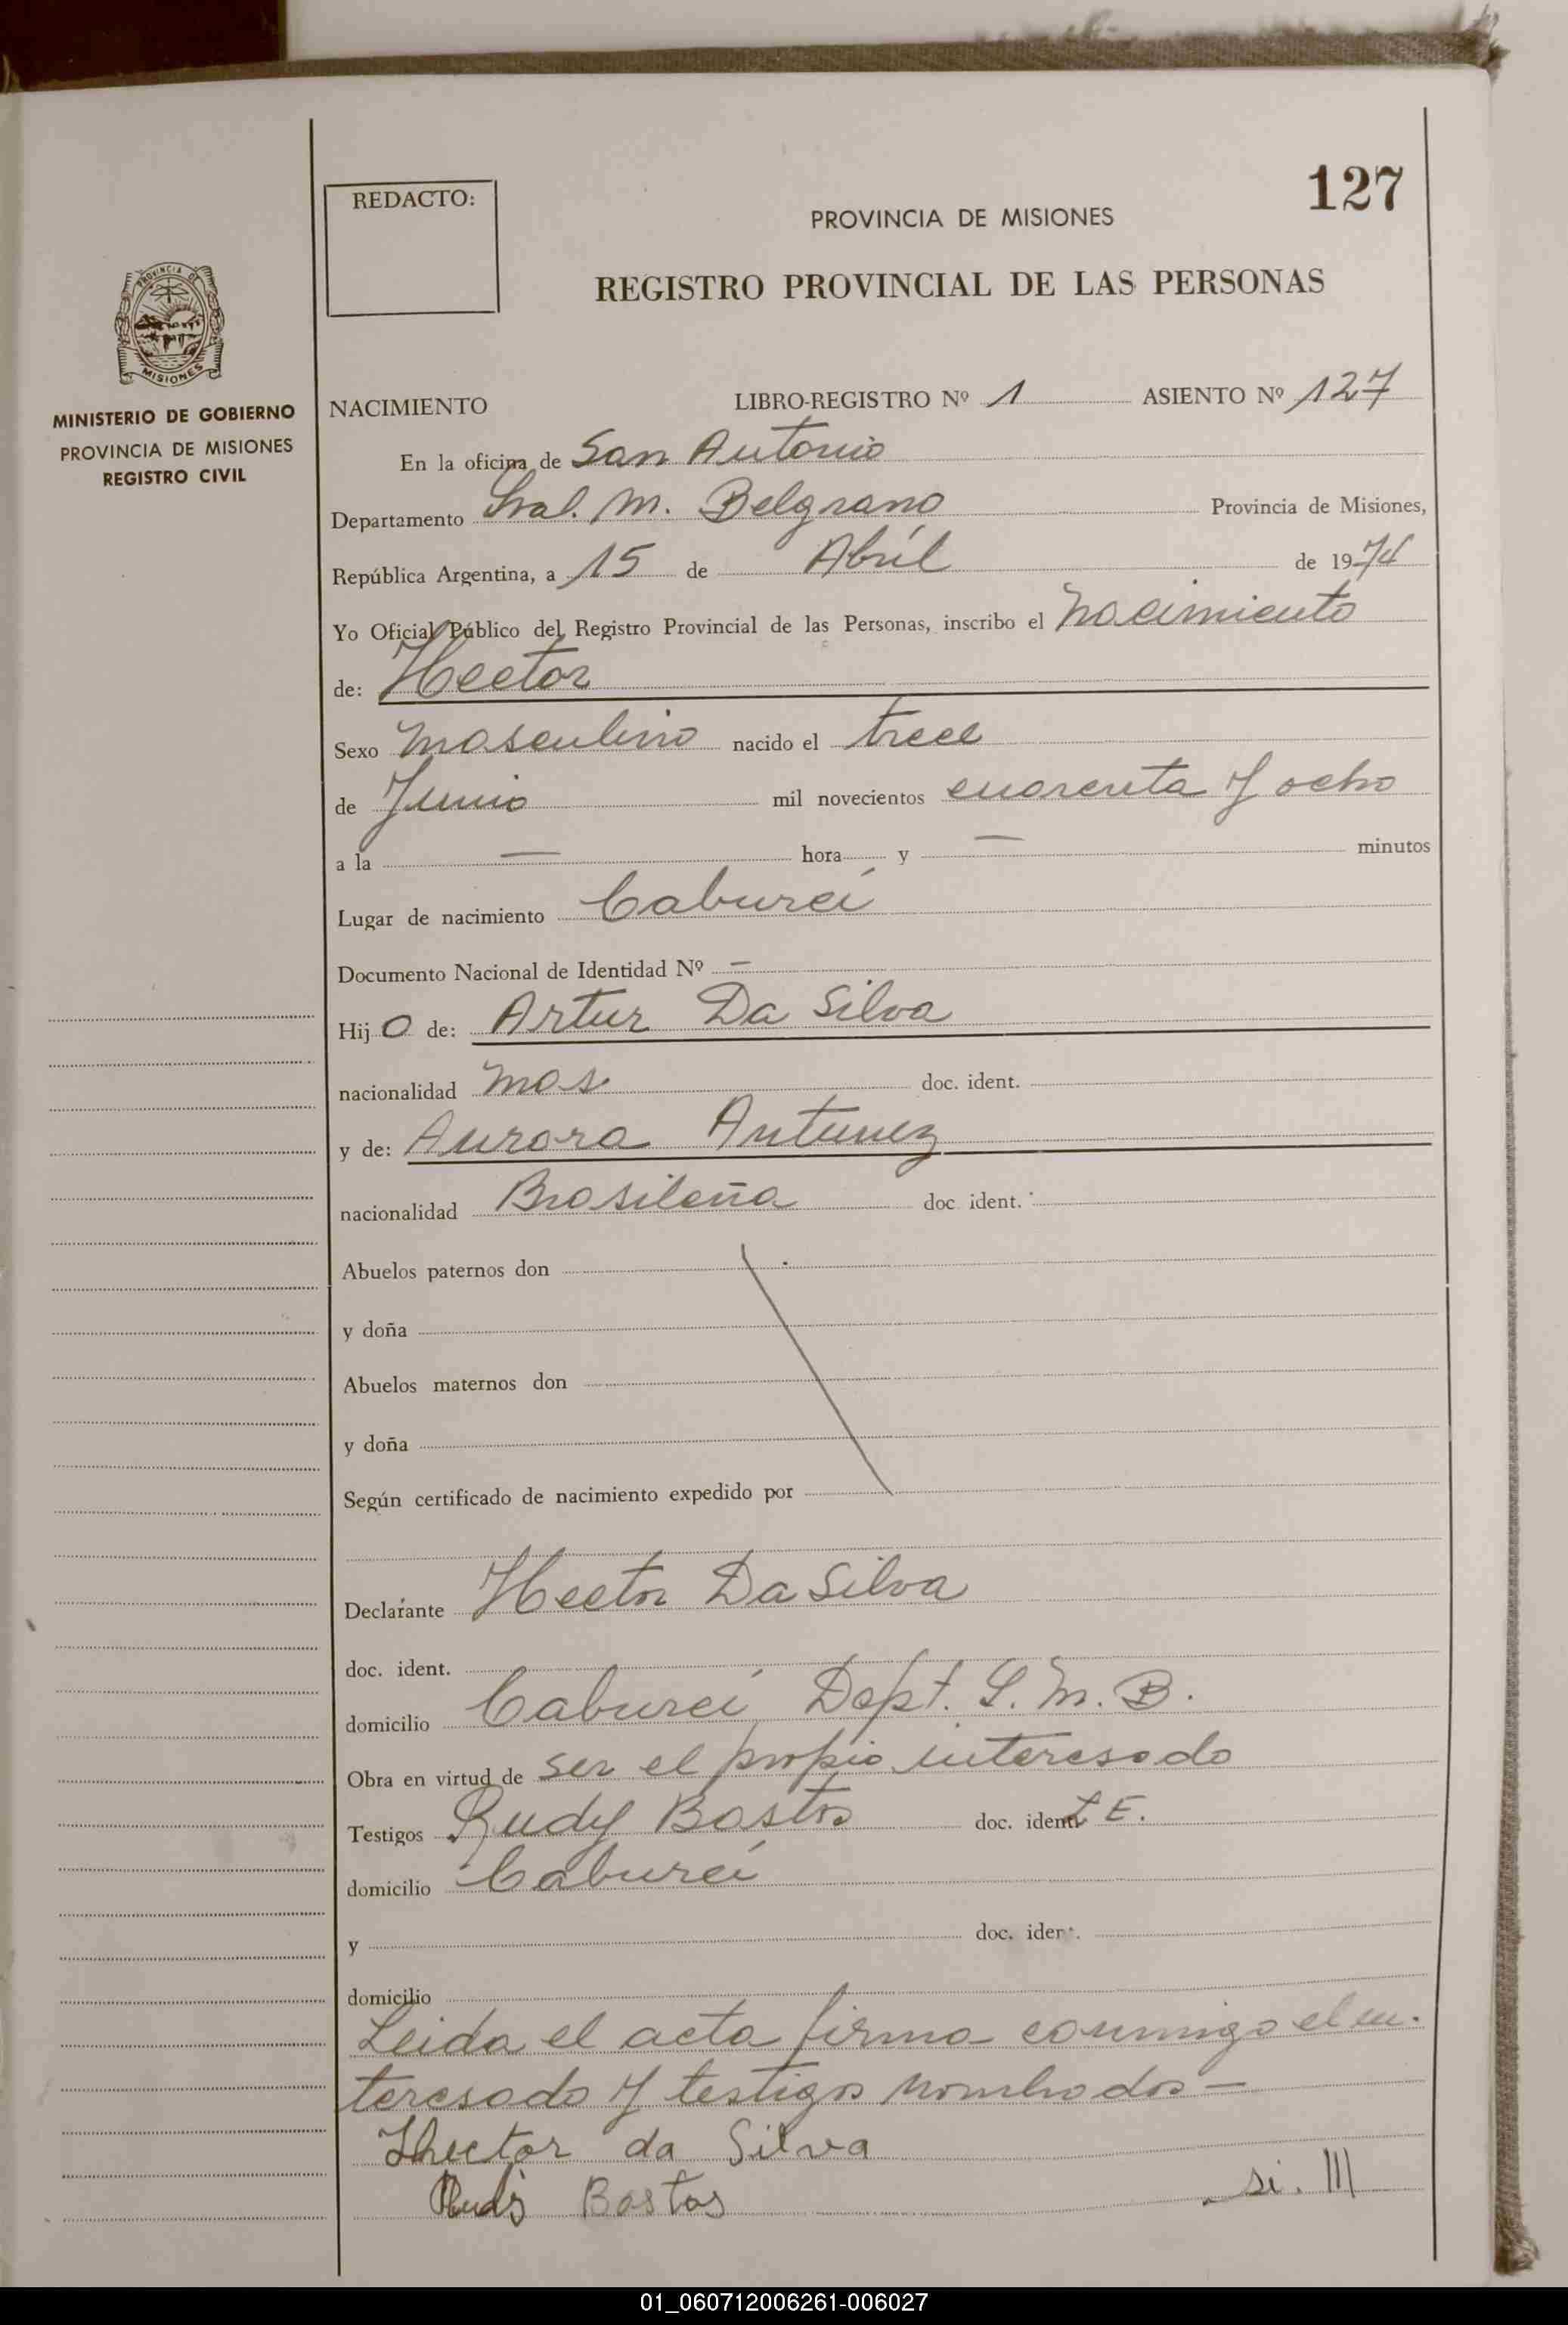 127
REDACTO:
PROVINCIA DE MISIONES
REGISTRO PROVINCIAL DE LAS PERSONAS
PROVINCIA DE
MISIONES
MINISTERIO DE GOBIERNO
PROVINCIA DE MISIONES
REGISTRO CIVIL
NACIMIENTO LIBRO-REGISTRO Nº 1 ASIENTO Nº 127
En la oficina de San Antonio
Departamento Gral. M. Belgrano Provincia de Misiones,
República Argentina, a 15 de Abríl de 1974
Yo Oficial Público del Registro Provincial de las Personas, inscribo el nacimiento
de: Hector
Sexo masculino nacido el trece
de Junio mil novecientos cuarenta y ocho
a la — hora y — minutos
Lugar de nacimiento Cabureí
Documento Nacional de Identidad Nº —
Hijo de: Artur Da Silva
nacionalidad doc. ident.
y de: Aurora Antunez
nacionalidad Brasileña doc ident.
Abuelos paternos don
y doña
Abuelos maternos don
y doña
Según certificado de nacimiento expedido por
Declarante Hector Da Silva
doc. ident.
domicilio Cabureí Dept. G. M. B.
Obra en virtud de ser el propio interesado
Testigos Rudy Bastos doc. ident. L E.
domicilio Cabureí
y doc. ident.
domicilio
Leida el acta firma conmigo el in-
teresado y testigos nombrados —
Hector da Silva
Rudi Bastos
01_060712006261-006027